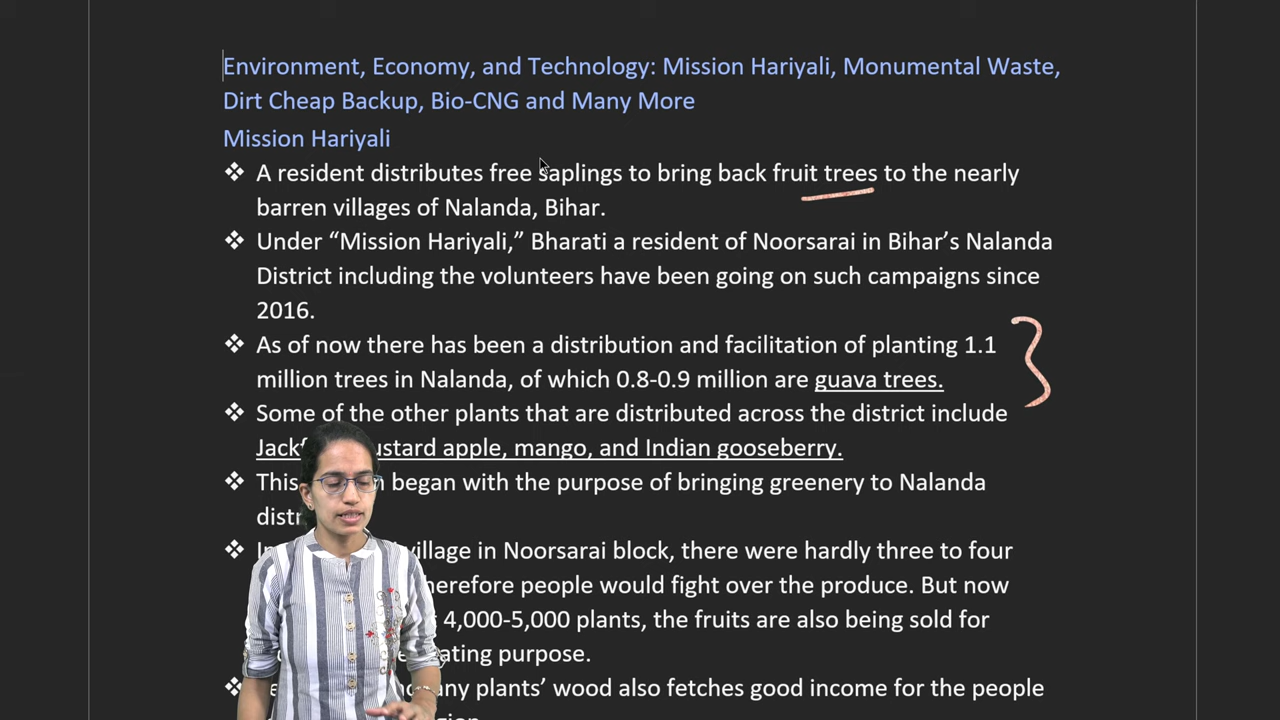 Environment, Economy, and Technology: Mission Hariyali, Monumental Waste,
Dirt Cheap Backup, Bio-CNG and Many More
Mission Hariyali
❖ A resident distributes free saplings to bring back fruit trees to the nearly
barren villages of Nalanda, Bihar.
❖ Under “Mission Hariyali,” Bharati a resident of Noorsarai in Bihar’s Nalanda
District including the volunteers have been going on such campaigns since
2016.
❖ As of now there has been a distribution and facilitation of planting 1.1
million trees in Nalanda, of which 0.8-0.9 million are guava trees.
❖ Some of the other plants that are distributed across the district include
apple, mango, and Indian gooseberry.
❖ This began with the purpose of bringing greenery to Nalanda
❖ village in Noorsarai block, there were hardly three to four
people would fight over the produce. But now
4,000-5,000 plants, the fruits are also being sold for
purpose.
❖ plants’ wood also fetches good income for the people